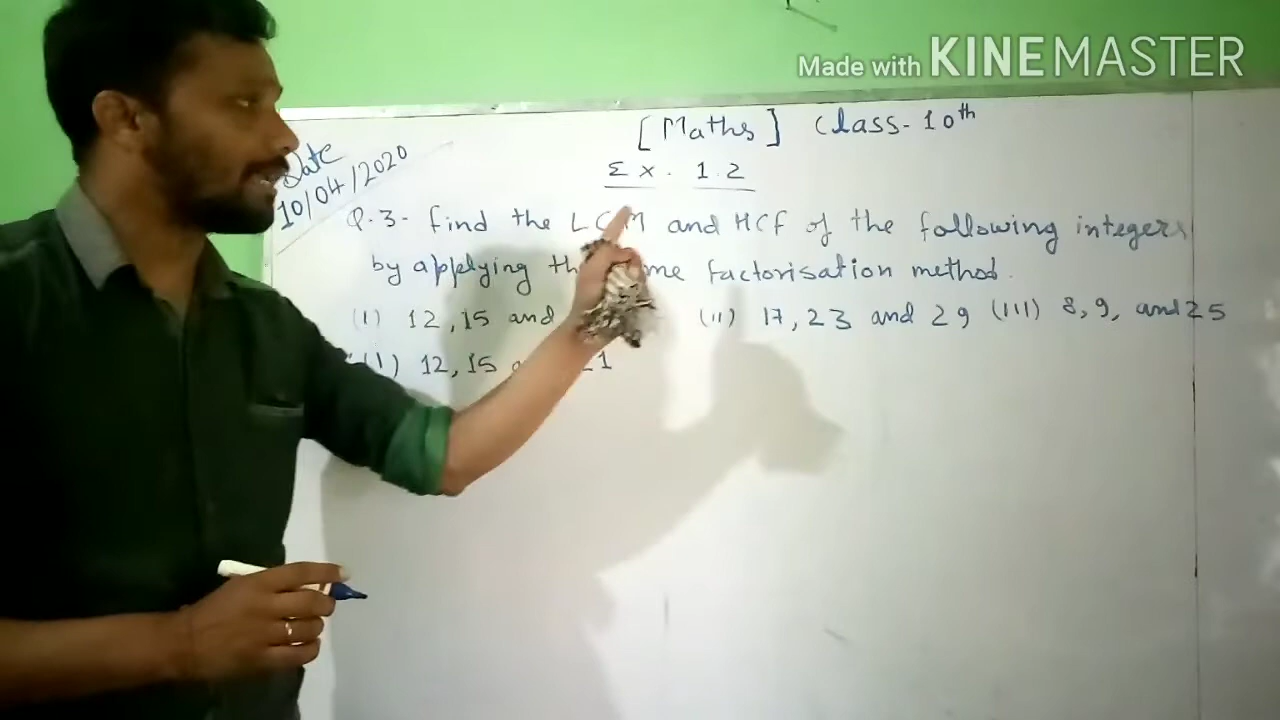 Made with KINEMASTER
[Maths] Class-10th
Date
10/04/2020
Ex. 1.2
Q.3- find the LCM and HCF of the following integers
by applying the factorisation method.
(I) 12,15 and (II) 17,23 and 29 (III) 8,9, and 25
(I) 12,15